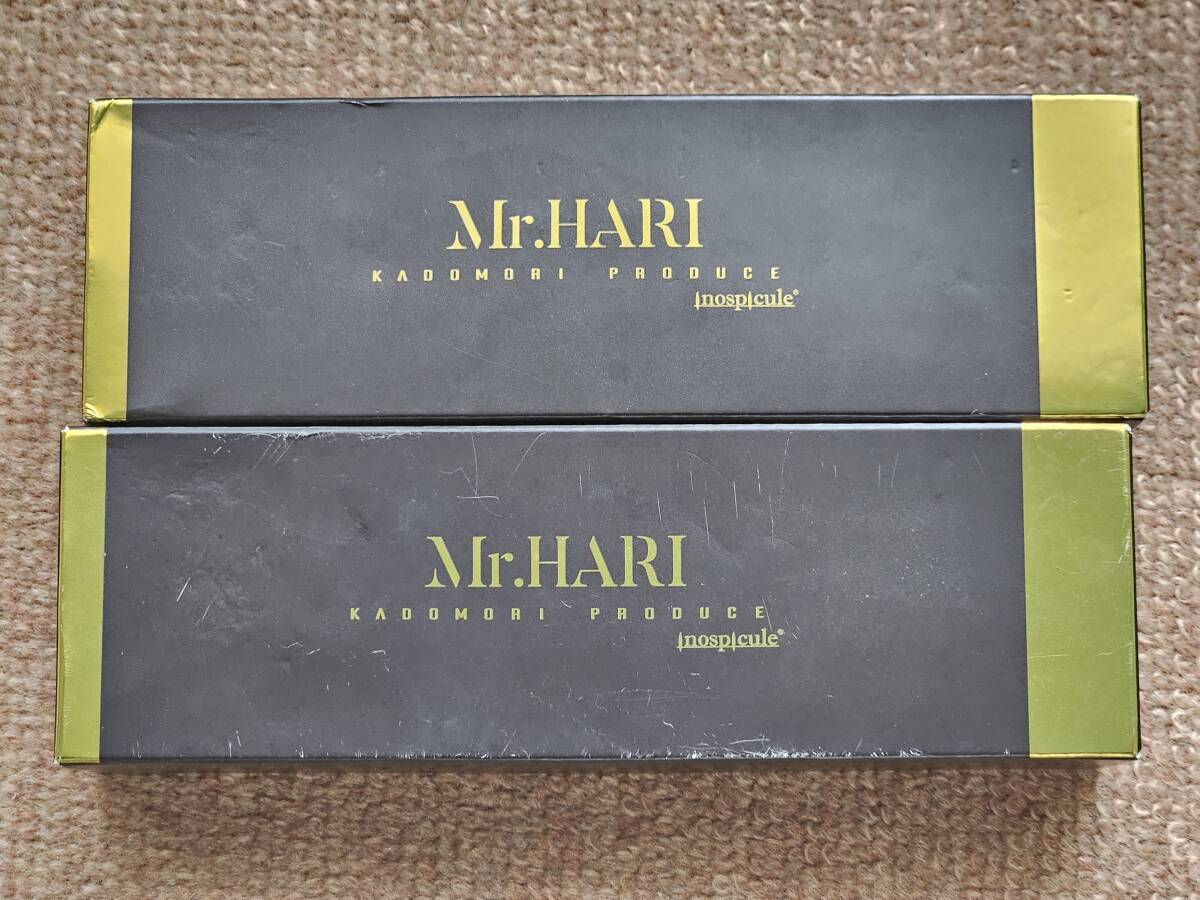 Mr.HARI
KADOMORI PRODUCE
inospicule®
Mr.HARI
KADOMORI PRODUCE
inospicule®